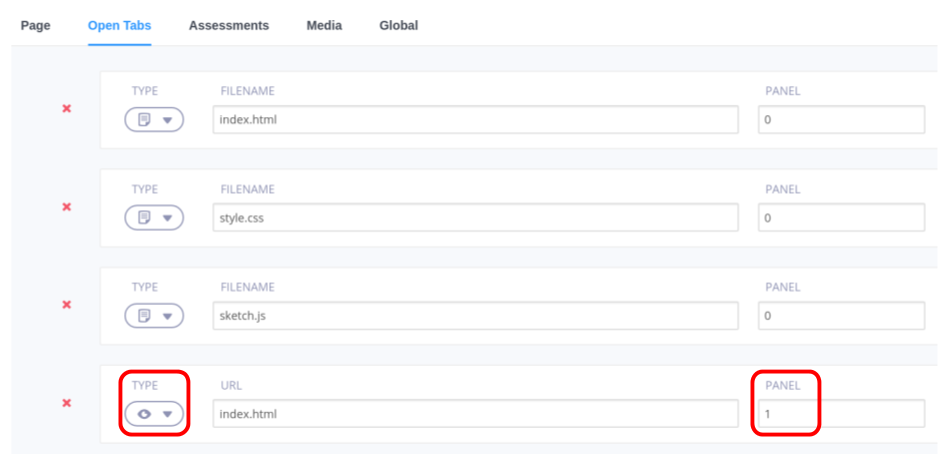 Page Open Tabs Assessments Media Global
TYPE FILENAME PANEL
index.html 0
TYPE FILENAME PANEL
style.css 0
TYPE FILENAME PANEL
sketch.js 0
TYPE URL PANEL
index.html 1